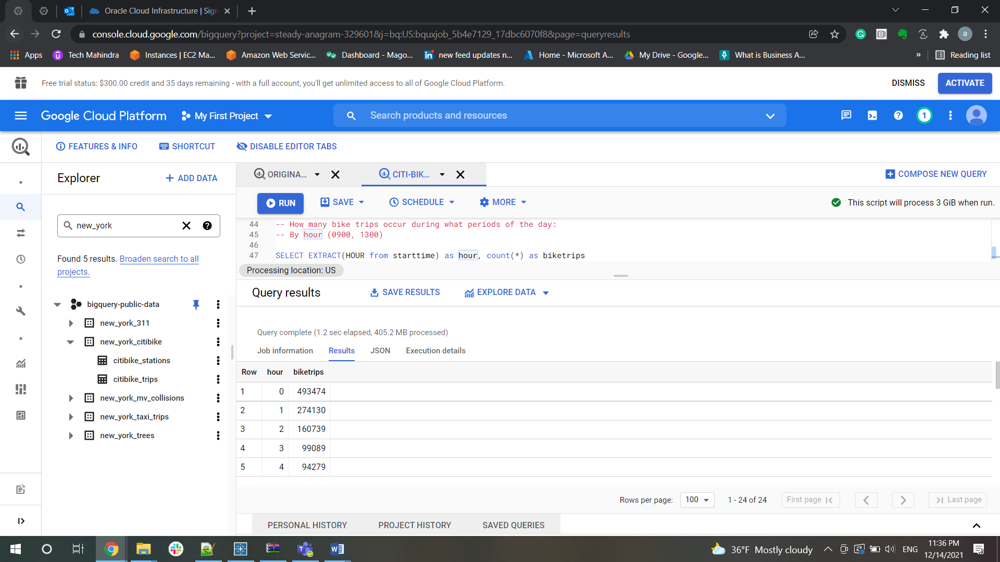 Oracle Cloud Infrastructure | Sign
console.cloud.google.com/bigquery?project=steady-anagram-329601&j=bq:US:bquxjob_5b4e7129_17dbc6070f8&page=queryresults
a
Apps
Tech Mahindra
Instances | EC2 Ma...
Amazon Web Servic...
Dashboard - Mago...
new feed updates n...
Home - Microsoft A...
My Drive - Google...
What is Business A...
»
Reading list
Free trial status: $300.00 credit and 35 days remaining - with a full account, you'll get unlimited access to all of Google Cloud Platform.
DISMISS
ACTIVATE
Google Cloud Platform
My First Project
Search products and resources
1
FEATURES & INFO
SHORTCUT
DISABLE EDITOR TABS
Explorer
+ ADD DATA
ORIGINA...
CITI-BIK...
COMPOSE NEW QUERY
RUN
SAVE
SCHEDULE
MORE
This script will process 3 GiB when run.
new_york
Found 5 results. Broaden search to all
projects.
bigquery-public-data
new_york_311
new_york_citibike
citibike_stations
citibike_trips
new_york_mv_collisions
new_york_taxi_trips
new_york_trees
44 -- How many bike trips occur during what periods of the day:
45 -- By hour (0900, 1300)
46
47 SELECT EXTRACT(HOUR from starttime) as hour, count(*) as biketrips
Processing location: US
Query results
SAVE RESULTS
EXPLORE DATA
Query complete (1.2 sec elapsed, 405.2 MB processed)
Job information
Results
JSON
Execution details
Row hour biketrips
1 0 493474
2 1 274130
3 2 160739
4 3 99089
5 4 94279
Rows per page:
100
1 - 24 of 24
First page
Last page
PERSONAL HISTORY
PROJECT HISTORY
SAVED QUERIES
36°F Mostly cloudy
ENG
11:36 PM
12/14/2021